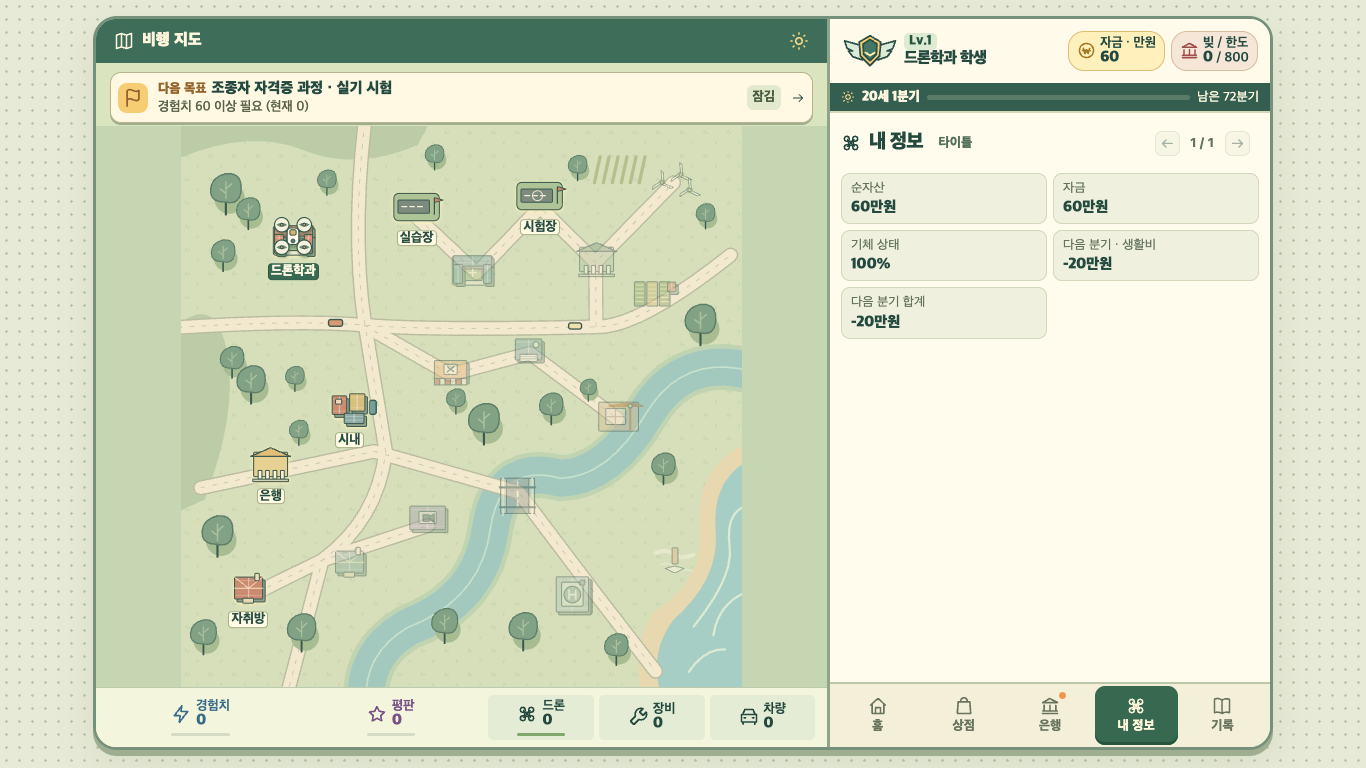 비행 지도
다음 목표 조종자 자격증 과정 · 실기 시험
경험치 60 이상 필요 (현재 0)
잠김
실습장
시험장
드론학과
시내
은행
자취방
경험치
0
평판
0
드론
0
장비
0
차량
0
Lv.1
드론학과 학생
자금 · 만원
60
빚 / 한도
0 / 800
20세 1분기
남은 72분기
내 정보 타이틀
1 / 1
순자산
60만원
자금
60만원
기체 상태
100%
다음 분기 · 생활비
-20만원
다음 분기 합계
-20만원
홈
상점
은행
내 정보
기록